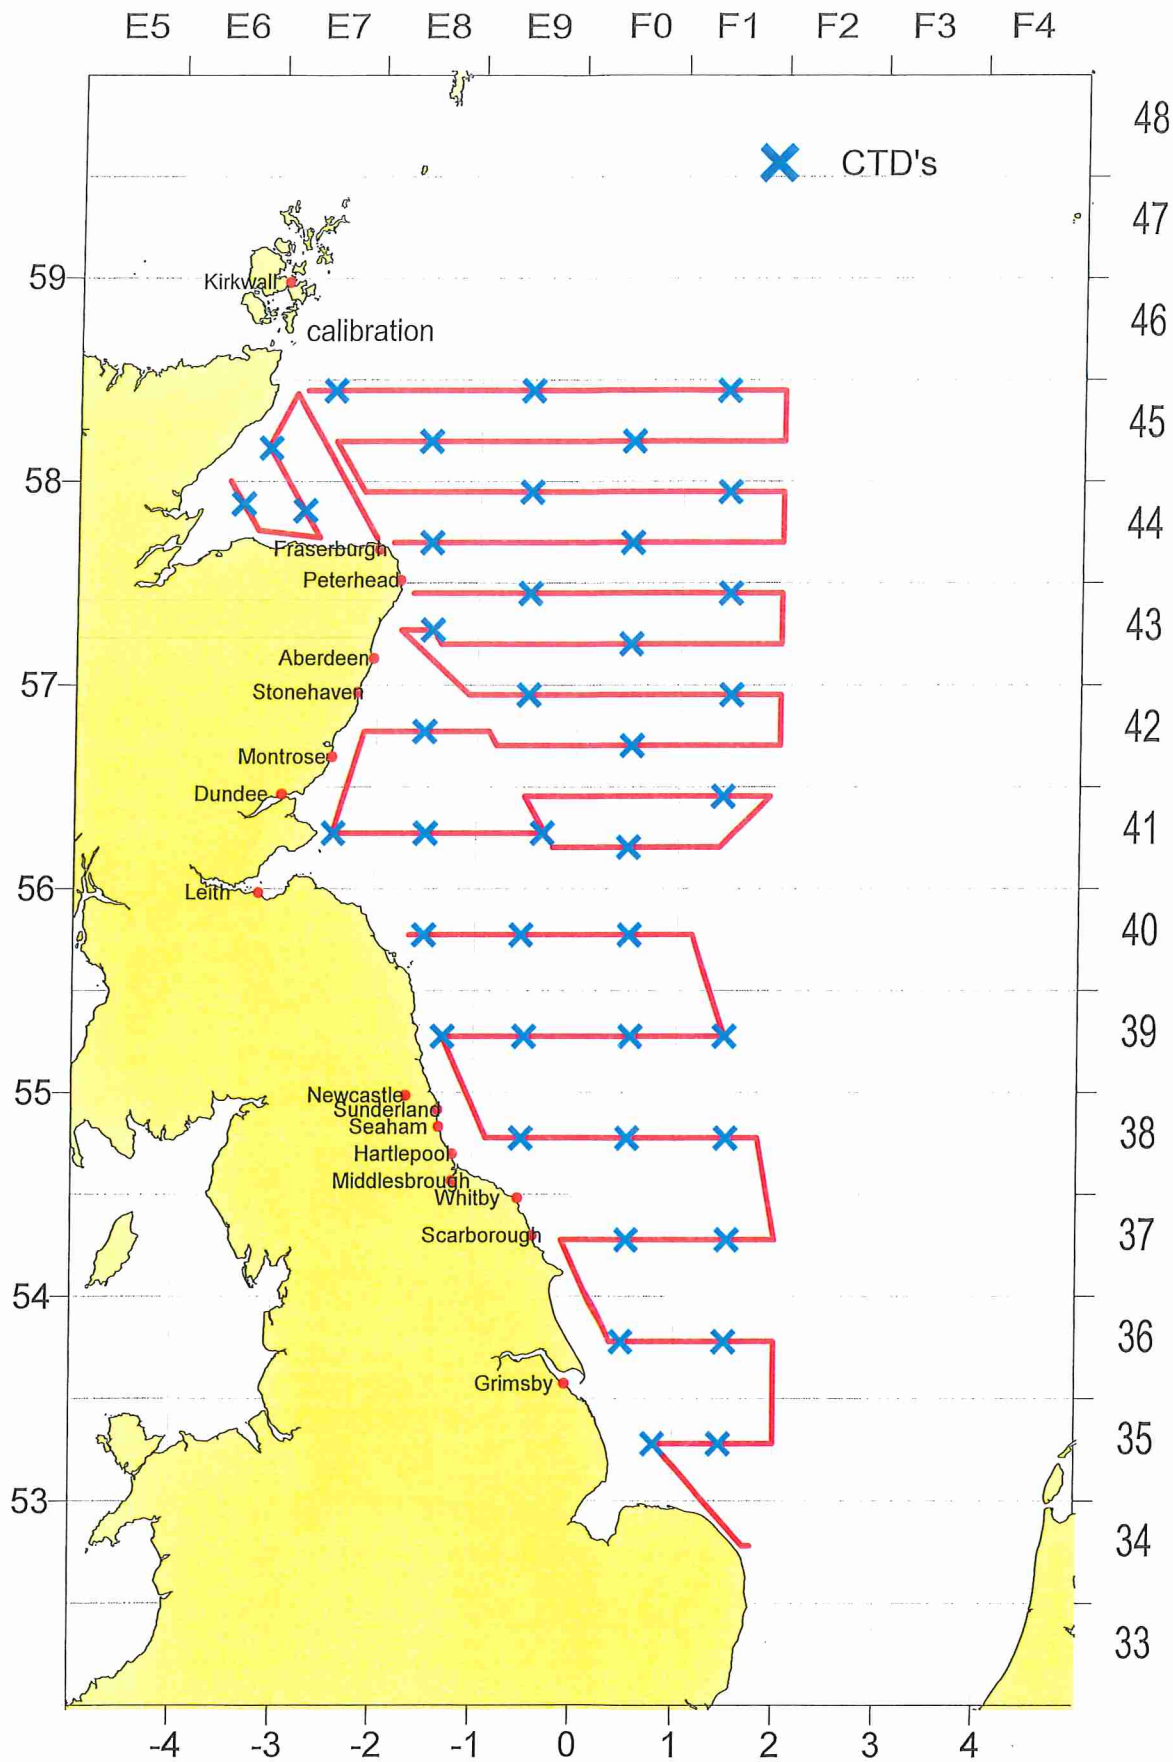 E5 E6 E7 E8 E9 F0 F1 F2 F3 F4
48
CTD's
47
59
Kirkwall
46
calibration
45
58
44
Fraserburgh
Peterhead
43
Aberdeen
57
Stonehaven
42
Montrose
Dundee
41
56
Leith
40
39
55
Newcastle
Sunderland
Seaham
38
Hartlepool
Middlesbrough
Whitby
Scarborough
37
54
36
Grimsby
35
53
34
33
-4 -3 -2 -1 0 1 2 3 4